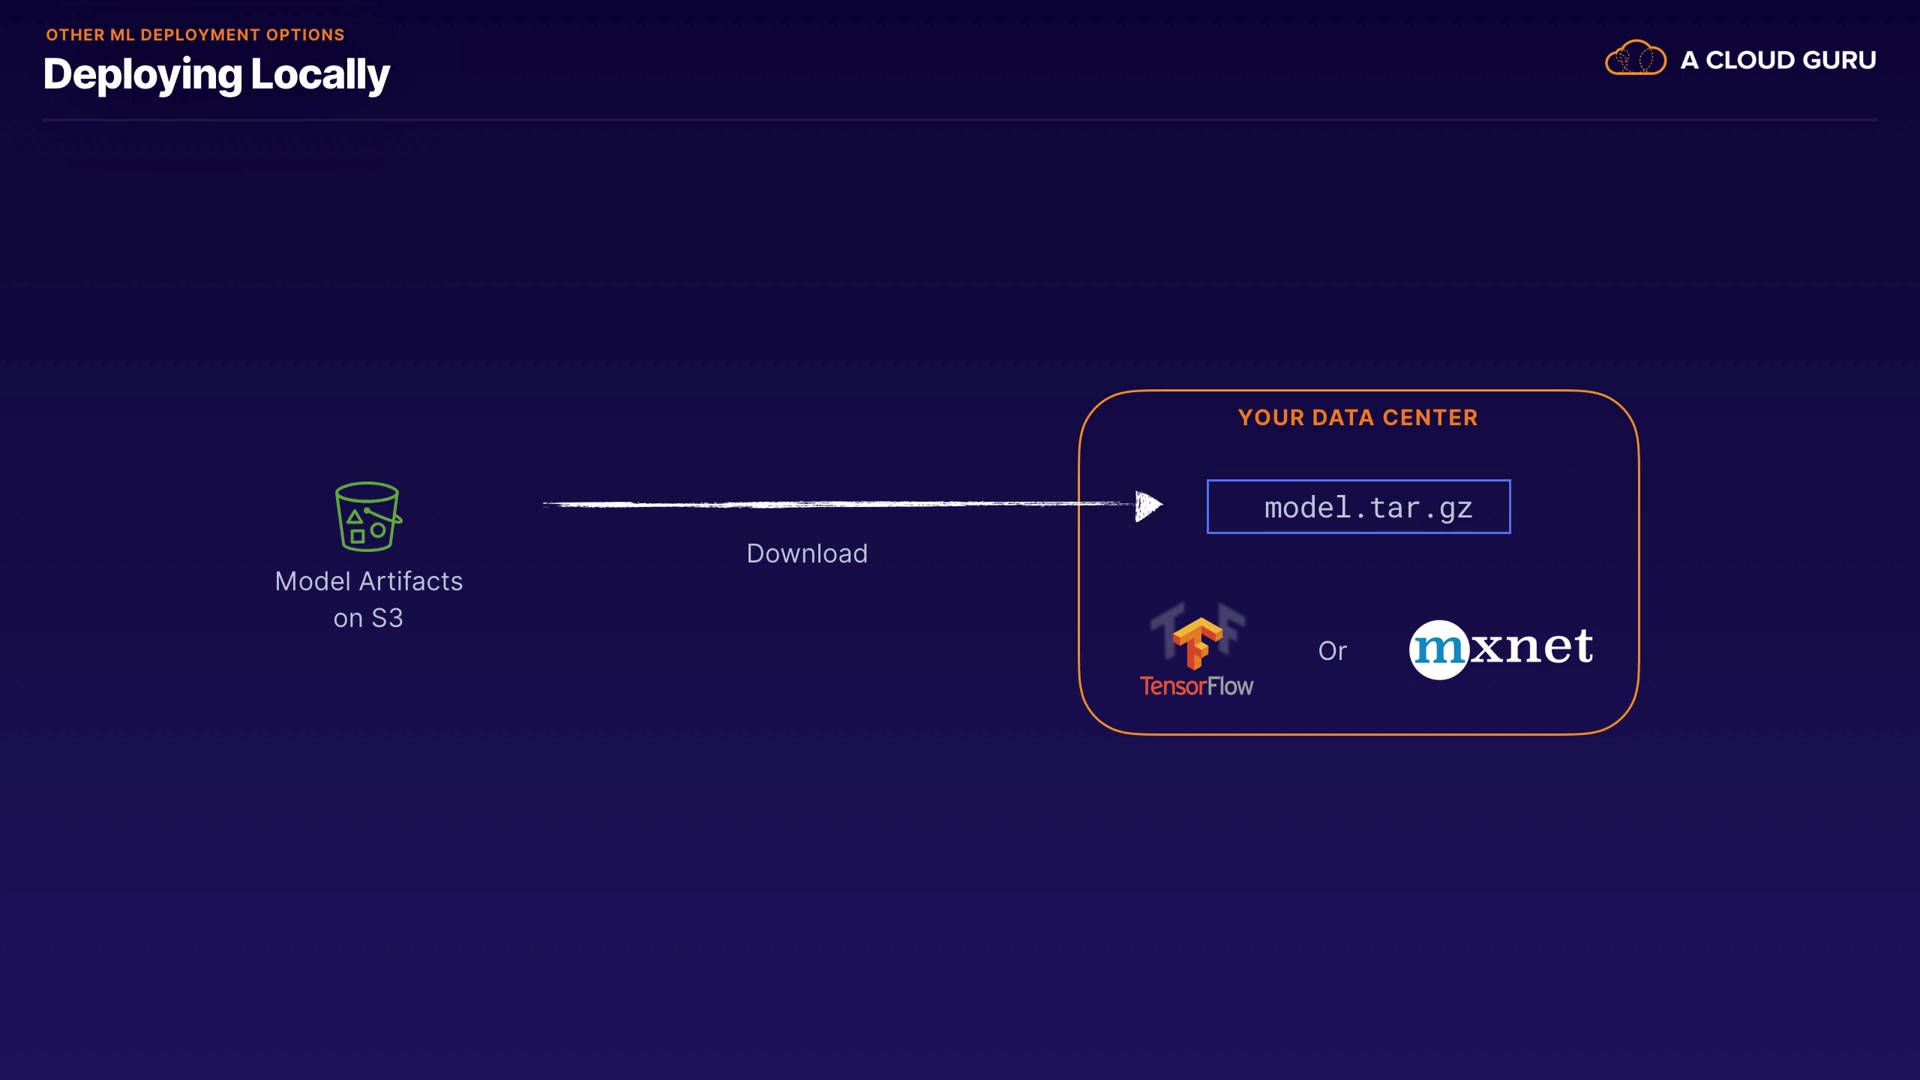 OTHER ML DEPLOYMENT OPTIONS
Deploying Locally
A CLOUD GURU
YOUR DATA CENTER
model.tar.gz
Download
Model Artifacts
on S3
TF
TensorFlow
Or
mxnet